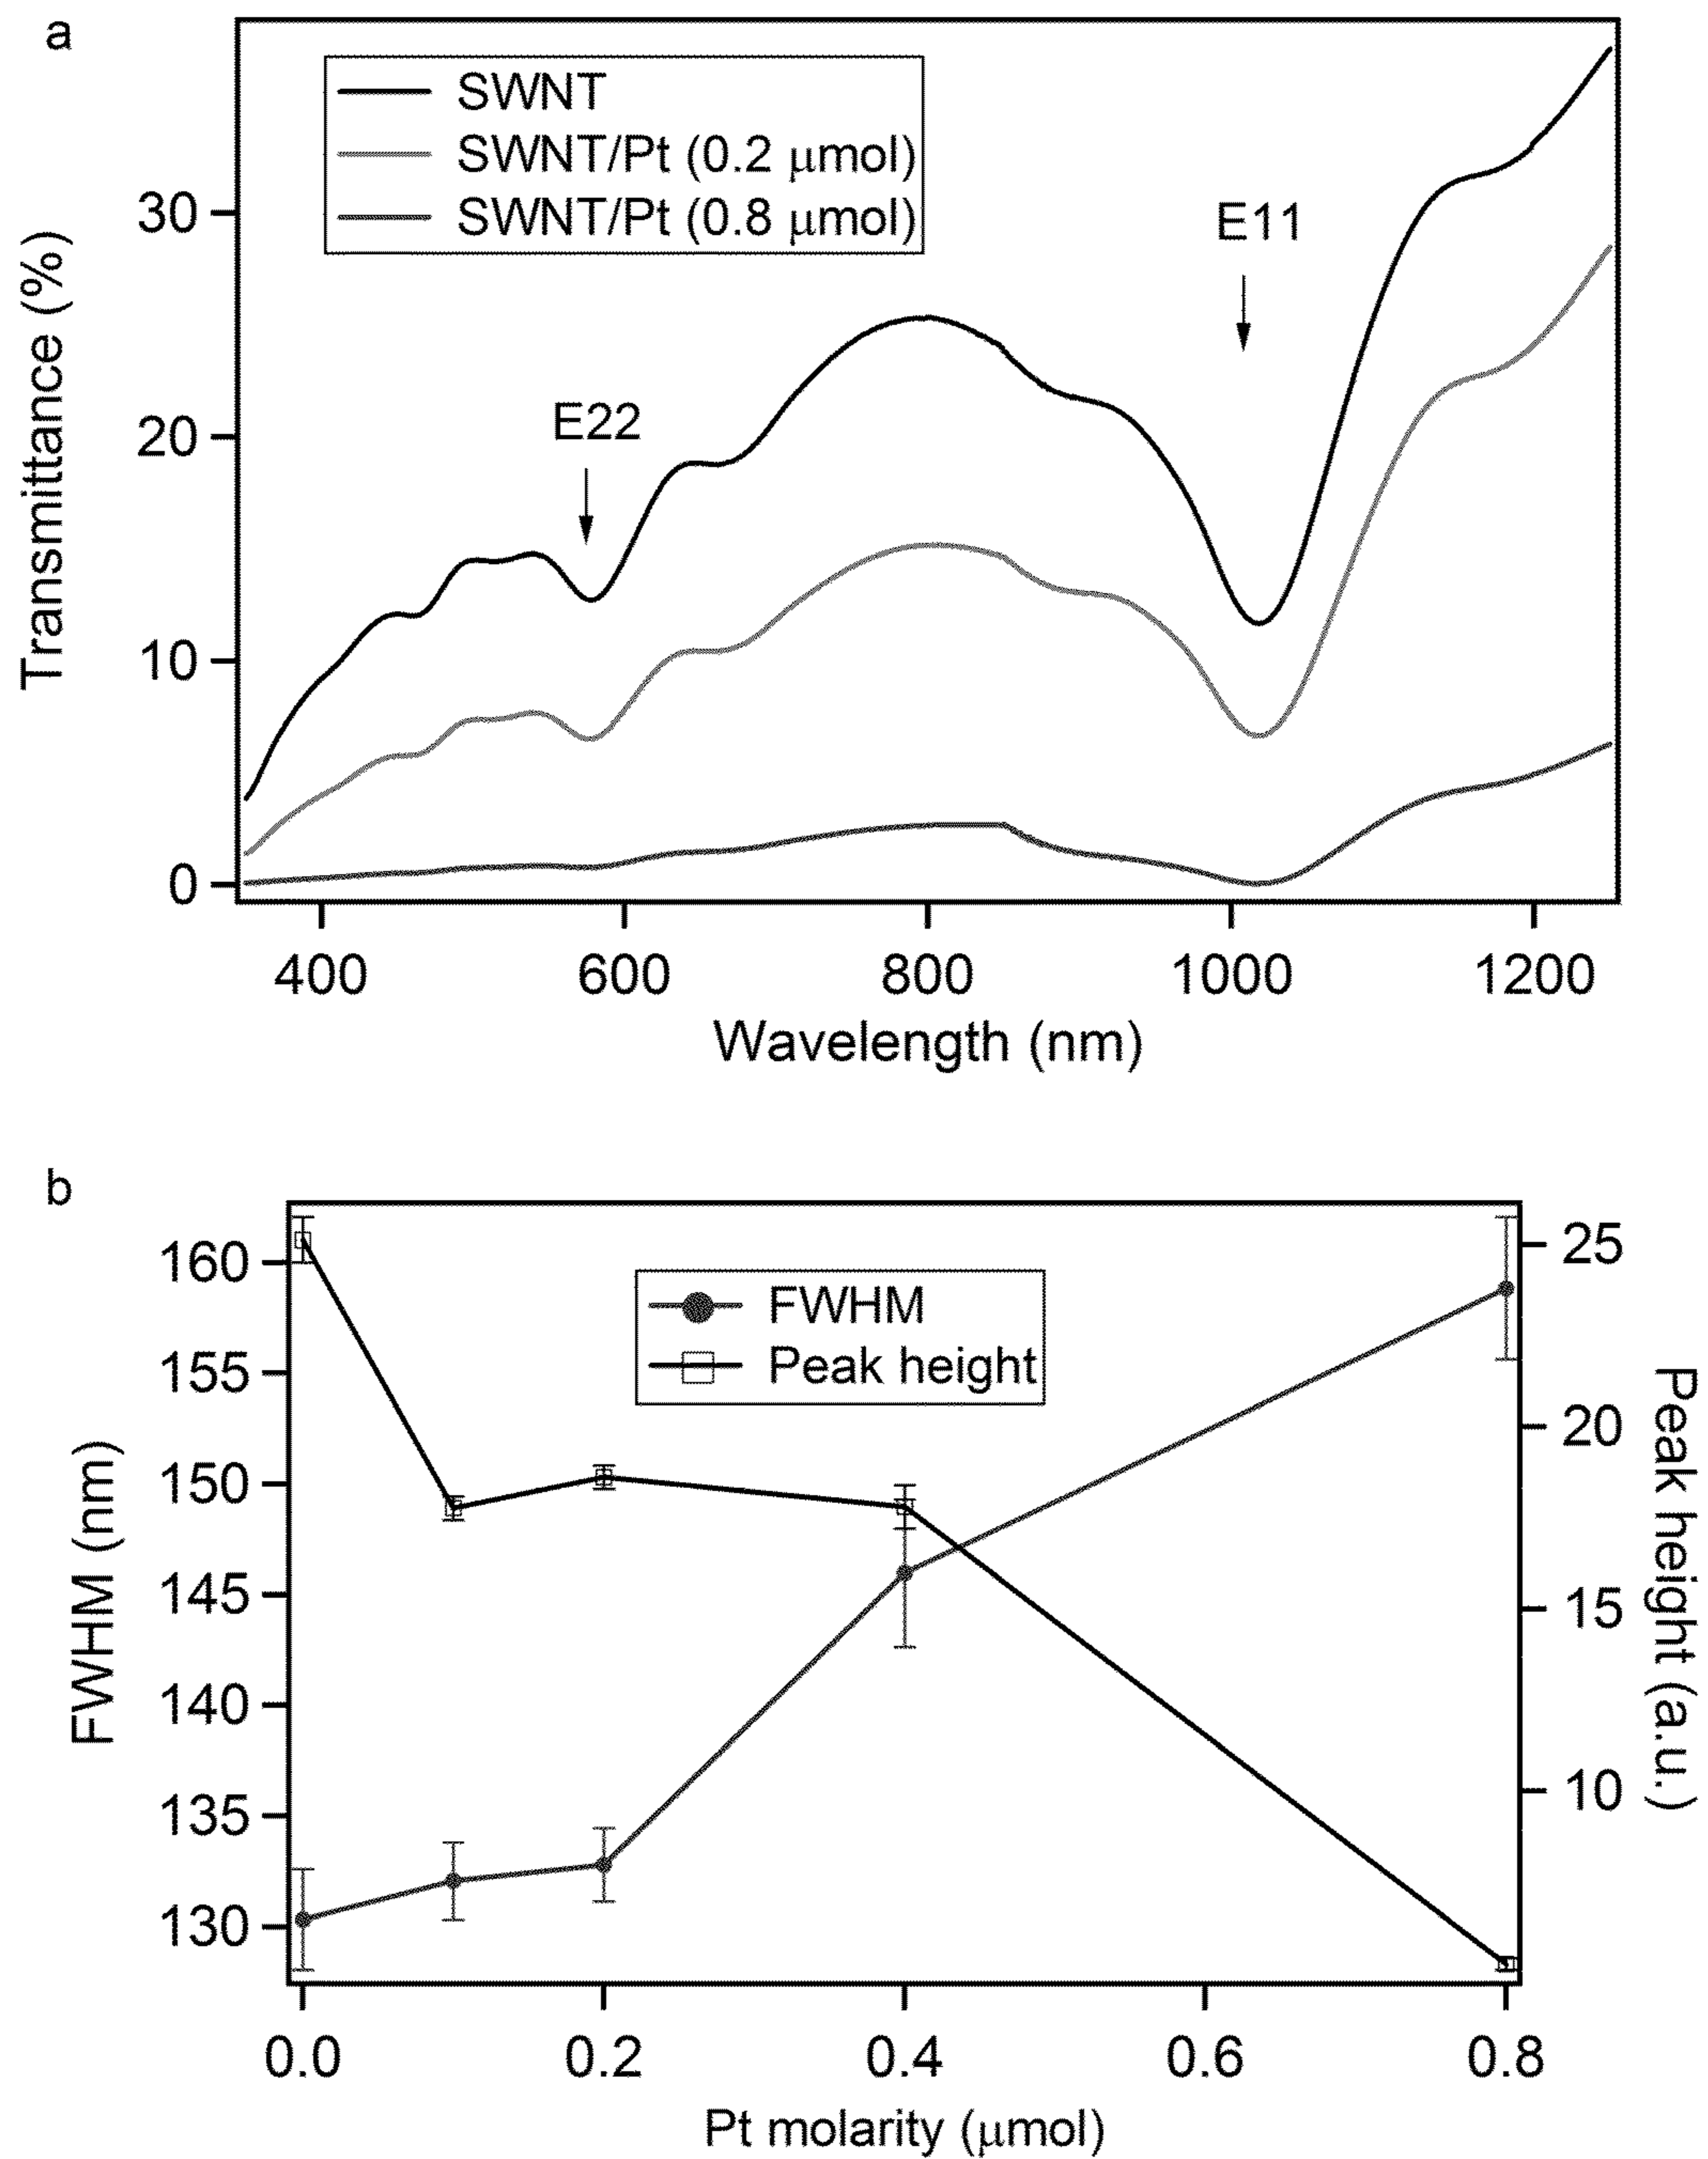 a
SWNT
SWNT/Pt (0.2 μmol)
SWNT/Pt (0.8 μmol)
E11
E22
30
20
10
0
Transmittance (%)
400 600 800 1000 1200
Wavelength (nm)
b
FWHM
Peak height
160
155
150
145
140
135
130
FWHM (nm)
25
20
15
10
Peak height (a.u.)
0.0 0.2 0.4 0.6 0.8
Pt molarity (μmol)